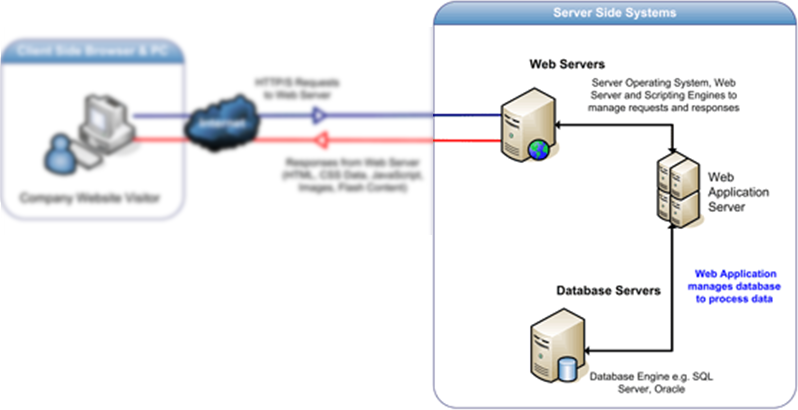 Client Side Browser & PC
Company Website Visitor
HTTP/S Requests
to Web Server
Internet
Responses from Web Server
(HTML, CSS Data, JavaScript,
Images, Flash Content)
Server Side Systems
Web Servers
Server Operating System, Web
Server and Scripting Engines to
manage requests and responses
Web
Application
Server
Web Application
manages database
to process data
Database Servers
Database Engine e.g. SQL
Server, Oracle